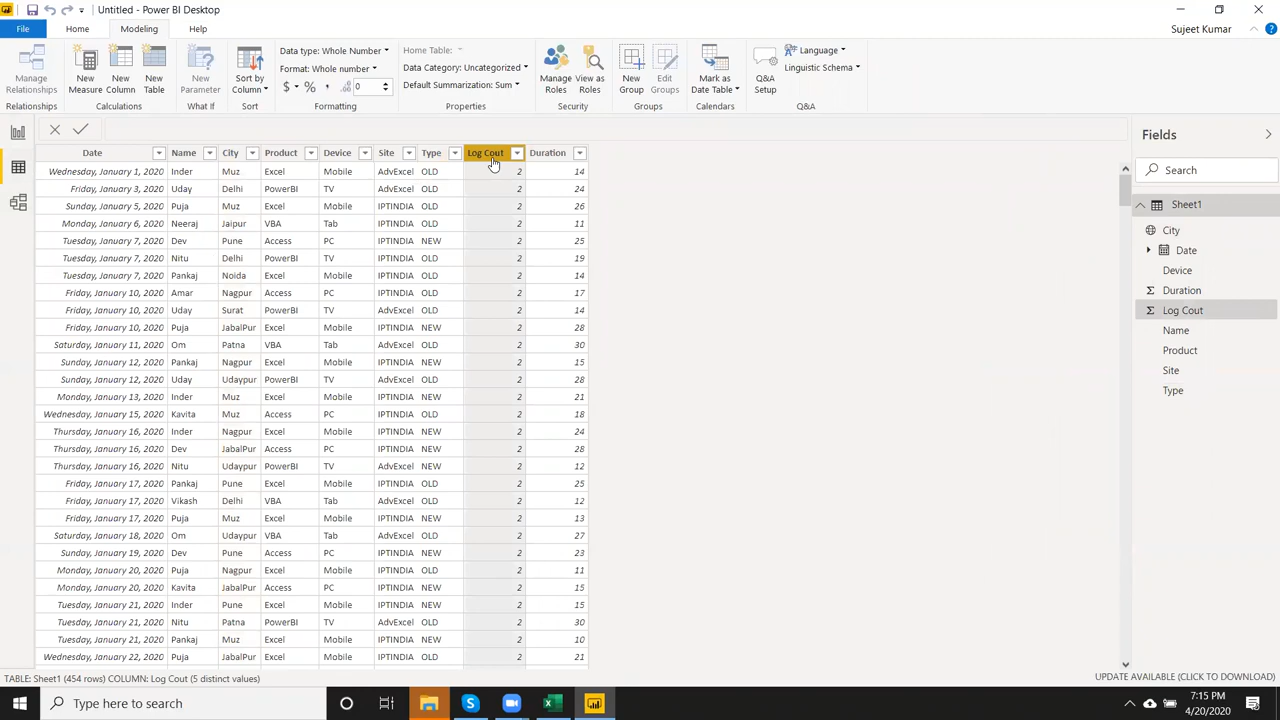 Untitled - Power BI Desktop
Sujeet Kumar
File Home Modeling Help
Manage Relationships
New Measure
New Column
New Table
New Parameter
Sort by Column
Data type: Whole Number
Format: Whole number
$ % , 0
Home Table:
Data Category: Uncategorized
Default Summarization: Sum
Manage Roles
View as Roles
New Group
Edit Groups
Mark as Date Table
Q&A Setup
Language
Linguistic Schema
Relationships Calculations What If Sort Formatting Properties Security Groups Calendars Q&A
Date Name City Product Device Site Type Log Cout Duration
Wednesday, January 1, 2020 Inder Muz Excel Mobile AdvExcel OLD 2 14
Friday, January 3, 2020 Uday Delhi PowerBI TV AdvExcel OLD 2 24
Sunday, January 5, 2020 Puja Muz Excel Mobile IPTINDIA OLD 2 26
Monday, January 6, 2020 Neeraj Jaipur VBA Tab IPTINDIA OLD 2 11
Tuesday, January 7, 2020 Dev Pune Access PC IPTINDIA NEW 2 25
Tuesday, January 7, 2020 Nitu Delhi PowerBI TV IPTINDIA OLD 2 19
Tuesday, January 7, 2020 Pankaj Noida Excel Mobile IPTINDIA OLD 2 14
Friday, January 10, 2020 Amar Nagpur Access PC IPTINDIA OLD 2 17
Friday, January 10, 2020 Uday Surat PowerBI TV AdvExcel OLD 2 14
Friday, January 10, 2020 Puja JabalPur Excel Mobile IPTINDIA NEW 2 28
Saturday, January 11, 2020 Om Patna VBA Tab AdvExcel OLD 2 30
Sunday, January 12, 2020 Pankaj Nagpur Excel Mobile IPTINDIA NEW 2 15
Sunday, January 12, 2020 Uday Udaypur PowerBI TV AdvExcel OLD 2 28
Monday, January 13, 2020 Inder Muz Excel Mobile IPTINDIA NEW 2 21
Wednesday, January 15, 2020 Kavita Muz Access PC IPTINDIA OLD 2 18
Thursday, January 16, 2020 Inder Nagpur Excel Mobile IPTINDIA NEW 2 24
Thursday, January 16, 2020 Dev JabalPur Access PC IPTINDIA NEW 2 28
Thursday, January 16, 2020 Nitu Udaypur PowerBI TV AdvExcel NEW 2 12
Friday, January 17, 2020 Pankaj Pune Excel Mobile IPTINDIA OLD 2 25
Friday, January 17, 2020 Vikash Delhi VBA Tab AdvExcel OLD 2 12
Friday, January 17, 2020 Puja Muz Excel Mobile IPTINDIA NEW 2 13
Saturday, January 18, 2020 Om Udaypur VBA Tab AdvExcel OLD 2 27
Sunday, January 19, 2020 Dev Pune Access PC IPTINDIA NEW 2 23
Monday, January 20, 2020 Puja Nagpur Excel Mobile IPTINDIA OLD 2 11
Monday, January 20, 2020 Kavita JabalPur Access PC IPTINDIA NEW 2 15
Tuesday, January 21, 2020 Inder Pune Excel Mobile IPTINDIA NEW 2 15
Tuesday, January 21, 2020 Nitu Patna PowerBI TV AdvExcel OLD 2 30
Tuesday, January 21, 2020 Pankaj Muz Excel Mobile IPTINDIA NEW 2 10
Wednesday, January 22, 2020 Puja JabalPur Excel Mobile IPTINDIA OLD 2 21
Fields
Search
Sheet1
City
Date
Device
Duration
Log Cout
Name
Product
Site
Type
TABLE: Sheet1 (454 rows) COLUMN: Log Cout (5 distinct values)
UPDATE AVAILABLE (CLICK TO DOWNLOAD)
Type here to search
7:15 PM
4/20/2020